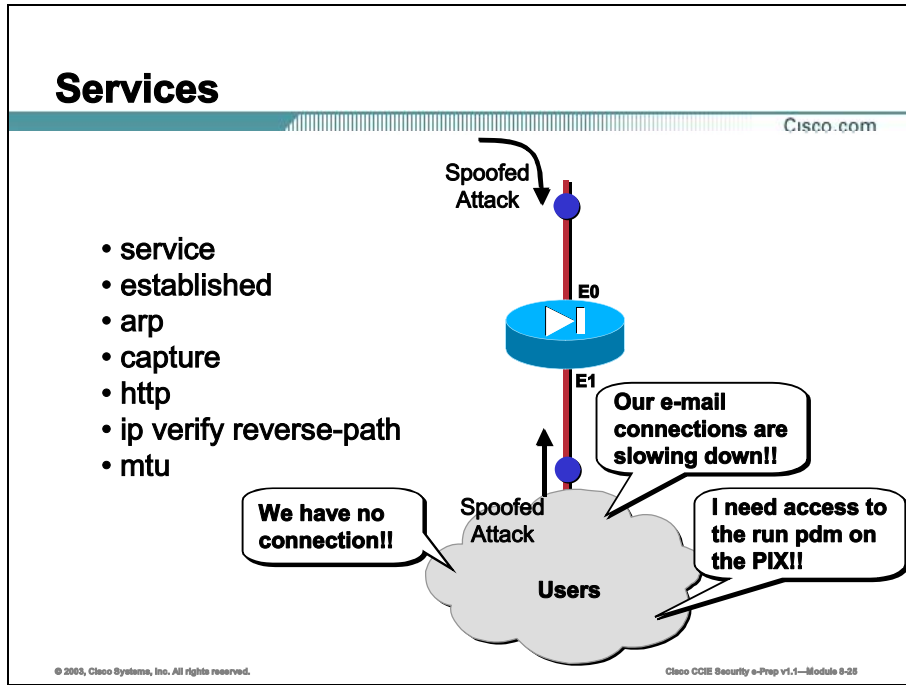 Services
Cisco.com
• service
• established
• arp
• capture
• http
• ip verify reverse-path
• mtu
Spoofed
Attack
E0
E1
Our e-mail
connections are
slowing down!!
We have no
connection!!
Spoofed
Attack
I need access to
the run pdm on
the PIX!!
Users
© 2003, Cisco Systems, Inc. All rights reserved.
Cisco CCIE Security e-Prep v1.1—Module 8-25